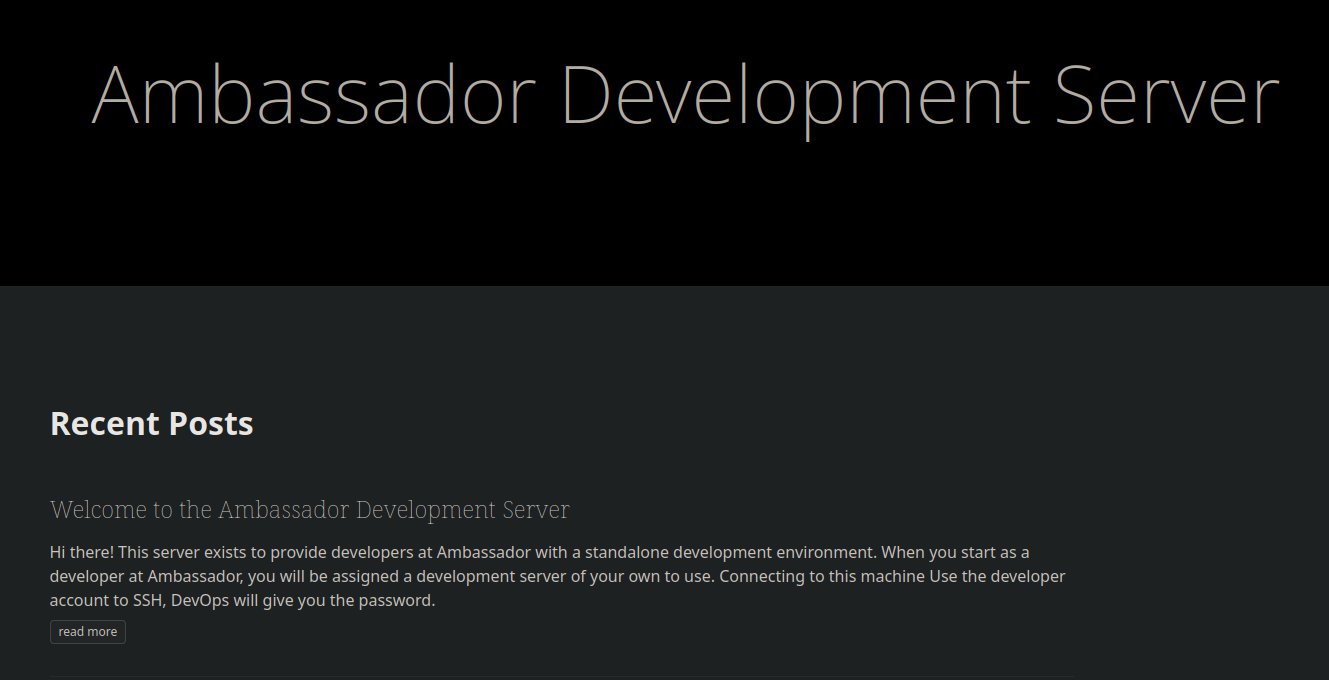 Ambassador Development Server
Recent Posts
Welcome to the Ambassador Development Server
Hi there! This server exists to provide developers at Ambassador with a standalone development environment. When you start as a
developer at Ambassador, you will be assigned a development server of your own to use. Connecting to this machine Use the developer
account to SSH, DevOps will give you the password.
read more